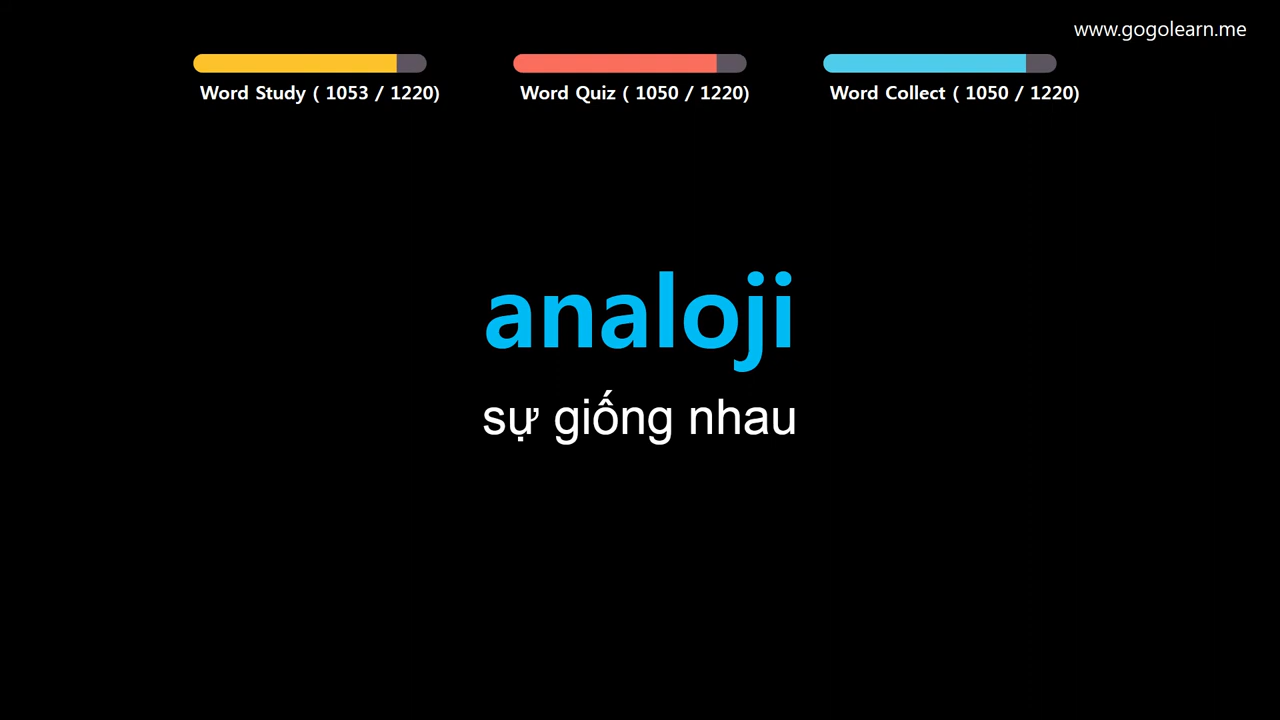 www.gogolearn.me
Word Study ( 1053 / 1220)
Word Quiz ( 1050 / 1220)
Word Collect ( 1050 / 1220)
analoji
sự giống nhau